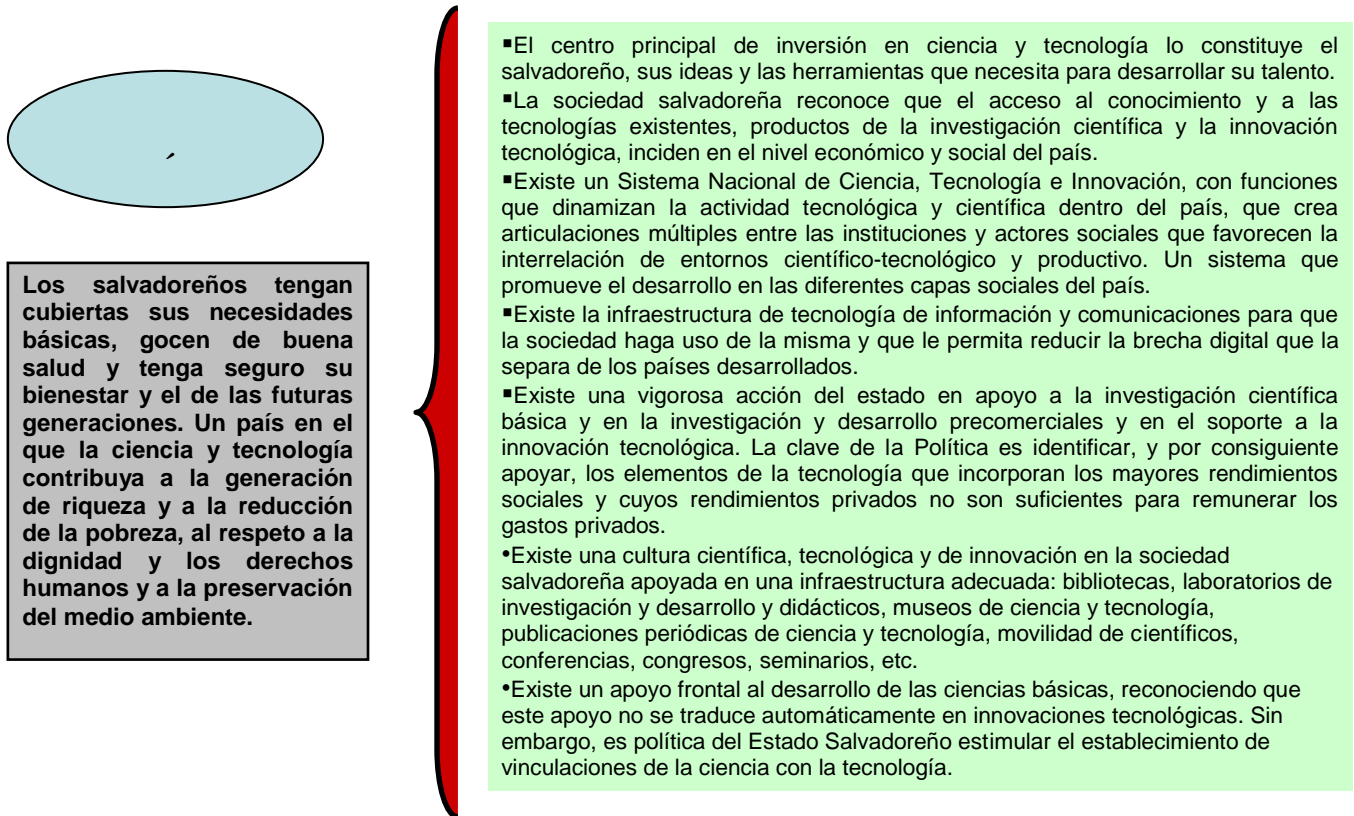 Los salvadoreños tengan
cubiertas sus necesidades
básicas, gocen de buena
salud y tenga seguro su
bienestar y el de las futuras
generaciones. Un país en el
que la ciencia y tecnología
contribuya a la generación
de riqueza y a la reducción
de la pobreza, al respeto a la
dignidad y los derechos
humanos y a la preservación
del medio ambiente.
▪El centro principal de inversión en ciencia y tecnología lo constituye el
salvadoreño, sus ideas y las herramientas que necesita para desarrollar su talento.
▪La sociedad salvadoreña reconoce que el acceso al conocimiento y a las
tecnologías existentes, productos de la investigación científica y la innovación
tecnológica, inciden en el nivel económico y social del país.
▪Existe un Sistema Nacional de Ciencia, Tecnología e Innovación, con funciones
que dinamizan la actividad tecnológica y científica dentro del país, que crea
articulaciones múltiples entre las instituciones y actores sociales que favorecen la
interrelación de entornos científico-tecnológico y productivo. Un sistema que
promueve el desarrollo en las diferentes capas sociales del país.
▪Existe la infraestructura de tecnología de información y comunicaciones para que
la sociedad haga uso de la misma y que le permita reducir la brecha digital que la
separa de los países desarrollados.
▪Existe una vigorosa acción del estado en apoyo a la investigación científica
básica y en la investigación y desarrollo precomerciales y en el soporte a la
innovación tecnológica. La clave de la Política es identificar, y por consiguiente
apoyar, los elementos de la tecnología que incorporan los mayores rendimientos
sociales y cuyos rendimientos privados no son suficientes para remunerar los
gastos privados.
•Existe una cultura científica, tecnológica y de innovación en la sociedad
salvadoreña apoyada en una infraestructura adecuada: bibliotecas, laboratorios de
investigación y desarrollo y didácticos, museos de ciencia y tecnología,
publicaciones periódicas de ciencia y tecnología, movilidad de científicos,
conferencias, congresos, seminarios, etc.
•Existe un apoyo frontal al desarrollo de las ciencias básicas, reconociendo que
este apoyo no se traduce automáticamente en innovaciones tecnológicas. Sin
embargo, es política del Estado Salvadoreño estimular el establecimiento de
vinculaciones de la ciencia con la tecnología.